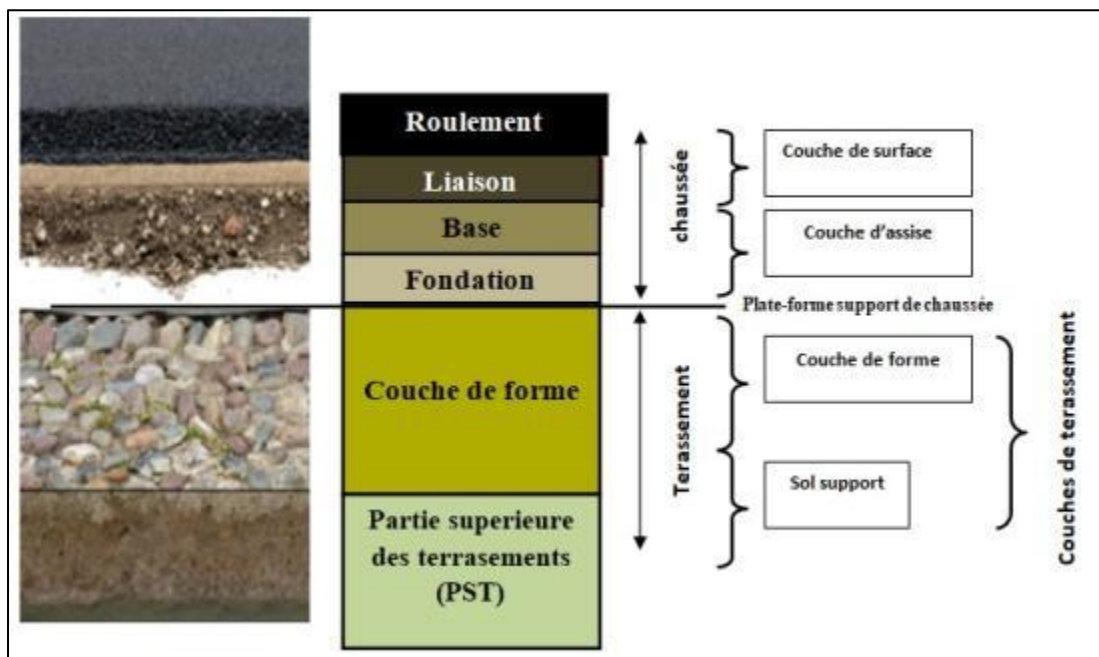 Roulement
Liaison
Base
Fondation
Couche de forme
Partie superieure
des terrasements
(PST)
chaussée
Terassement
Couche de surface
Couche d'assise
Plate-forme support de chaussée
Couche de forme
Sol support
Couches de terassement